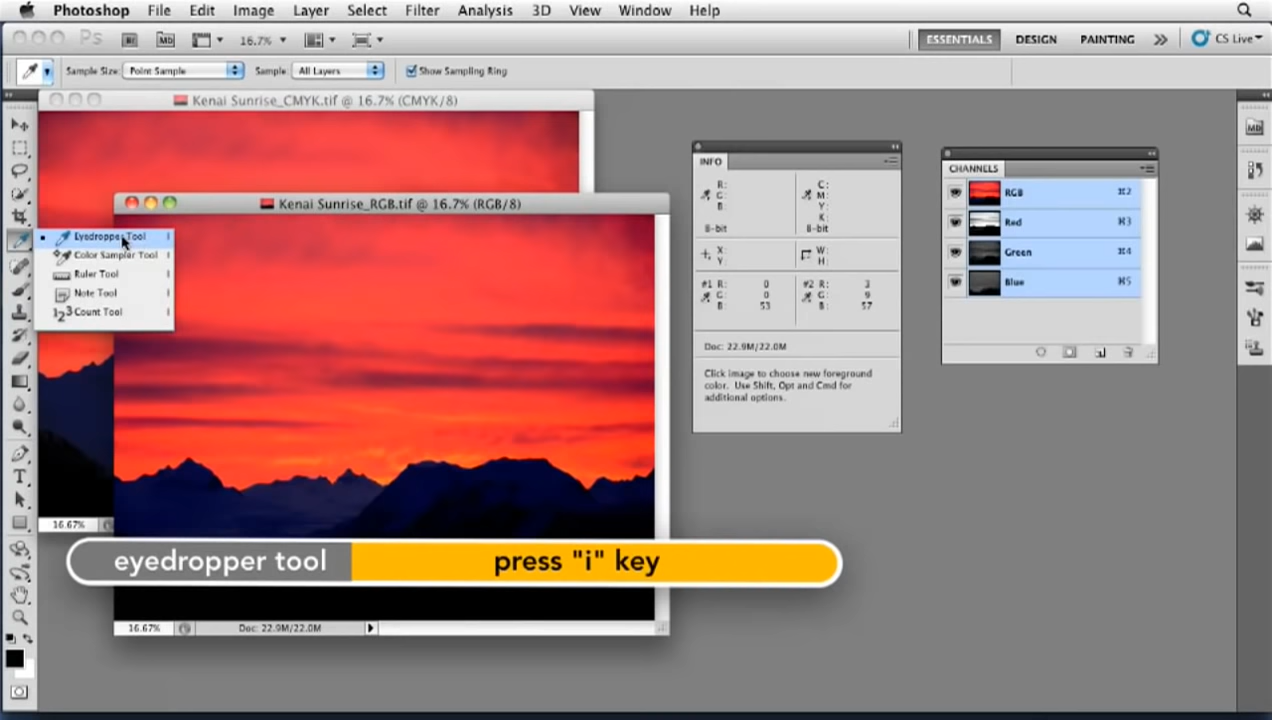 Photoshop File Edit Image Layer Select Filter Analysis 3D View Window Help
Ps Br Mb 16.7% ESSENTIALS DESIGN PAINTING CS Live
Sample Size: Point Sample Sample: All Layers Show Sampling Ring
Kenai Sunrise_CMYK.tif @ 16.7% (CMYK/8)
Kenai Sunrise_RGB.tif @ 16.7% (RGB/8)
Eyedropper Tool I
Color Sampler Tool I
Ruler Tool I
Note Tool I
123 Count Tool I
T
16.67%
INFO
R: C:
G: M:
B: Y:
K:
8-bit 8-bit
X: W:
Y: H:
#1 R: 0 #2 R: 3
G: 0 G: 9
B: 53 B: 57
Doc: 22.9M/22.0M
Click image to choose new foreground
color. Use Shift, Opt and Cmd for
additional options.
CHANNELS
RGB ⌘2
Red ⌘3
Green ⌘4
Blue ⌘5
Mb
eyedropper tool press "i" key
16.67% Doc: 22.9M/22.0M